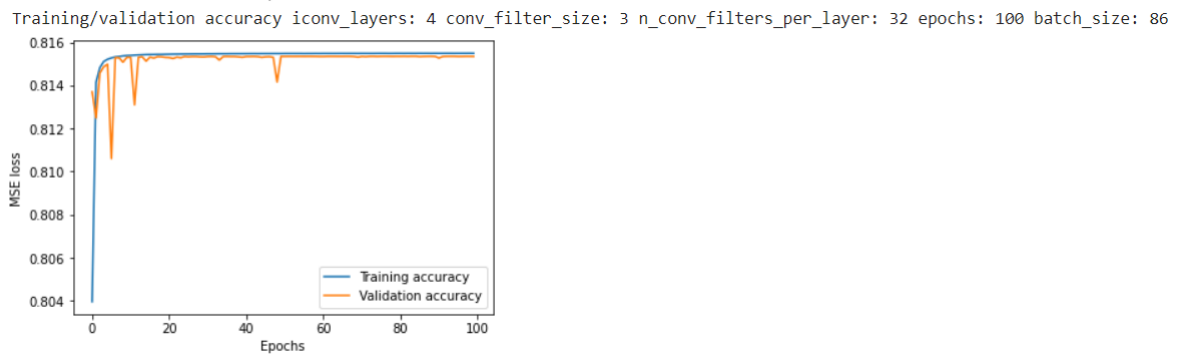 Training/validation accuracy iconv_layers: 4 conv_filter_size: 3 n_conv_filters_per_layer: 32 epochs: 100 batch_size: 86
0.816
0.814
0.812
0.810
0.808
0.806
0.804
MSE loss
Training accuracy
Validation accuracy
0 20 40 60 80 100
Epochs